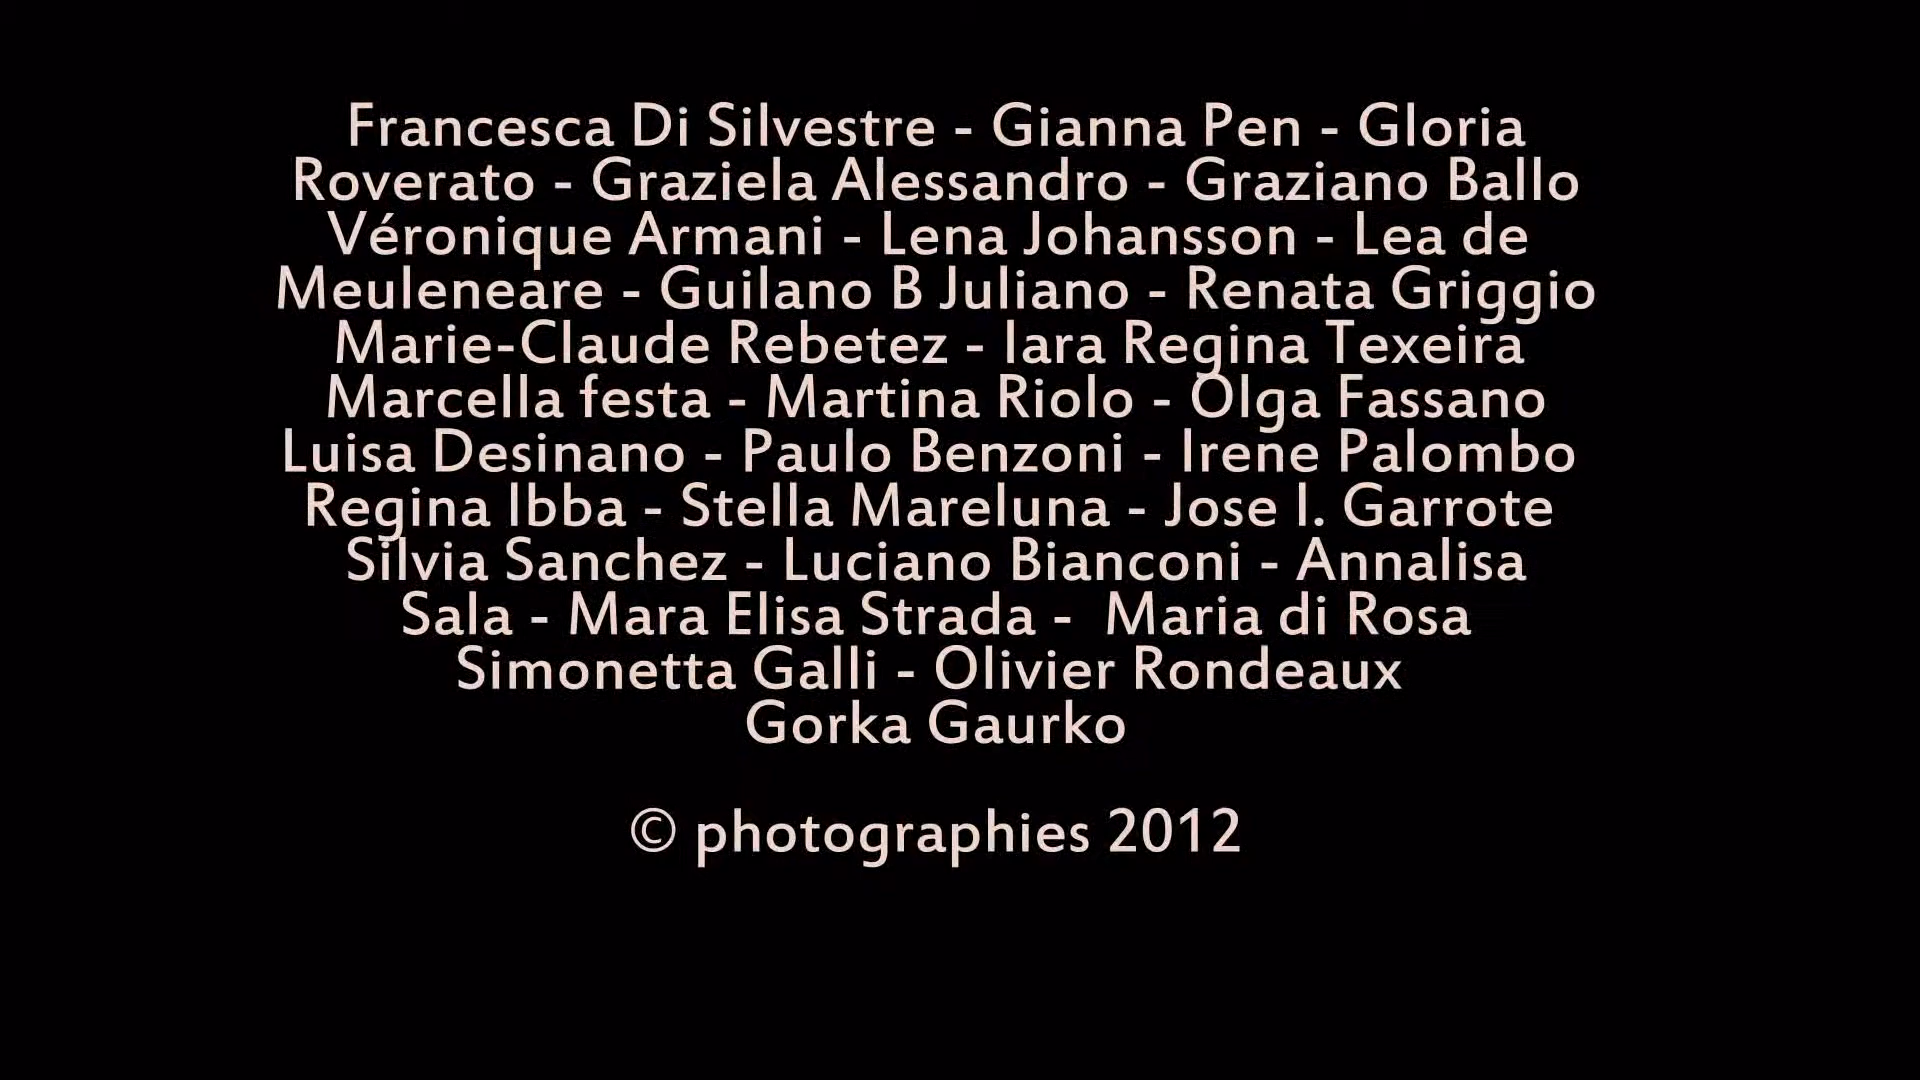 Francesca Di Silvestre - Gianna Pen - Gloria
Roverato - Graziela Alessandro - Graziano Ballo
Véronique Armani - Lena Johansson - Lea de
Meuleneare - Guilano B Juliano - Renata Griggio
Marie-Claude Rebetez - Iara Regina Texeira
Marcella festa - Martina Riolo - Olga Fassano
Luisa Desinano - Paulo Benzoni - Irene Palombo
Regina Ibba - Stella Mareluna - Jose I. Garrote
Silvia Sanchez - Luciano Bianconi - Annalisa
Sala - Mara Elisa Strada -  Maria di Rosa
Simonetta Galli - Olivier Rondeaux
Gorka Gaurko
© photographies 2012